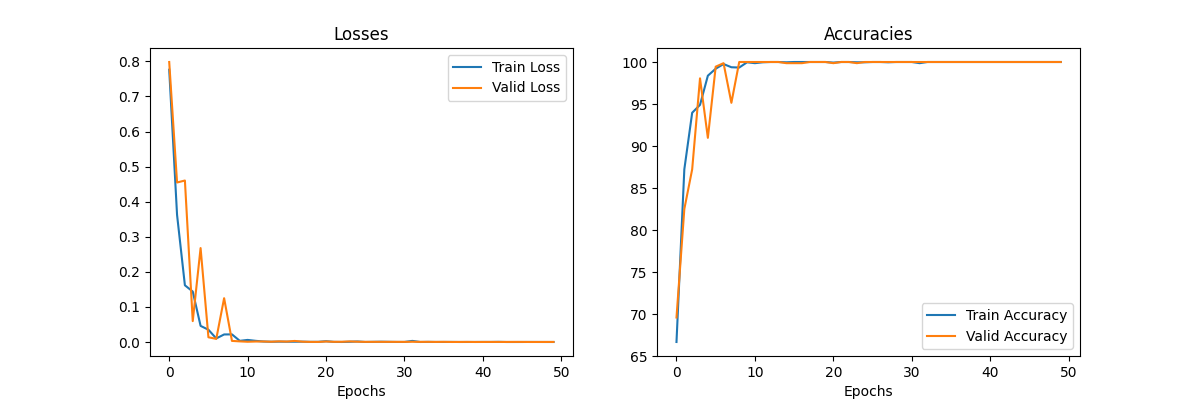 Losses
0.8
0.7
0.6
0.5
0.4
0.3
0.2
0.1
0.0
0 10 20 30 40 50
Epochs
Train Loss
Valid Loss
Accuracies
100
95
90
85
80
75
70
65
0 10 20 30 40 50
Epochs
Train Accuracy
Valid Accuracy